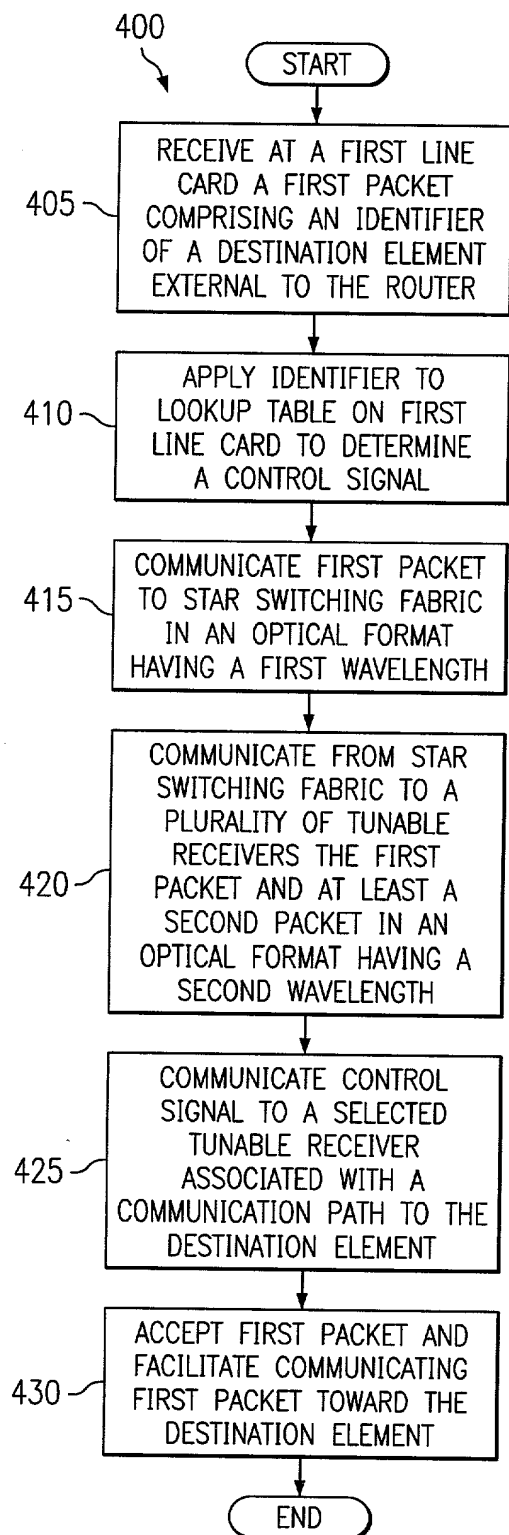 400
START
RECEIVE AT A FIRST LINE
CARD A FIRST PACKET
COMPRISING AN IDENTIFIER
OF A DESTINATION ELEMENT
EXTERNAL TO THE ROUTER
405
APPLY IDENTIFIER TO
LOOKUP TABLE ON FIRST
LINE CARD TO DETERMINE
A CONTROL SIGNAL
410
COMMUNICATE FIRST PACKET
TO STAR SWITCHING FABRIC
IN AN OPTICAL FORMAT
HAVING A FIRST WAVELENGTH
415
COMMUNICATE FROM STAR
SWITCHING FABRIC TO A
PLURALITY OF TUNABLE
RECEIVERS THE FIRST
PACKET AND AT LEAST A
SECOND PACKET IN AN
OPTICAL FORMAT HAVING A
SECOND WAVELENGTH
420
COMMUNICATE CONTROL
SIGNAL TO A SELECTED
TUNABLE RECEIVER
ASSOCIATED WITH A
COMMUNICATION PATH TO THE
DESTINATION ELEMENT
425
ACCEPT FIRST PACKET AND
FACILITATE COMMUNICATING
FIRST PACKET TOWARD THE
DESTINATION ELEMENT
430
END